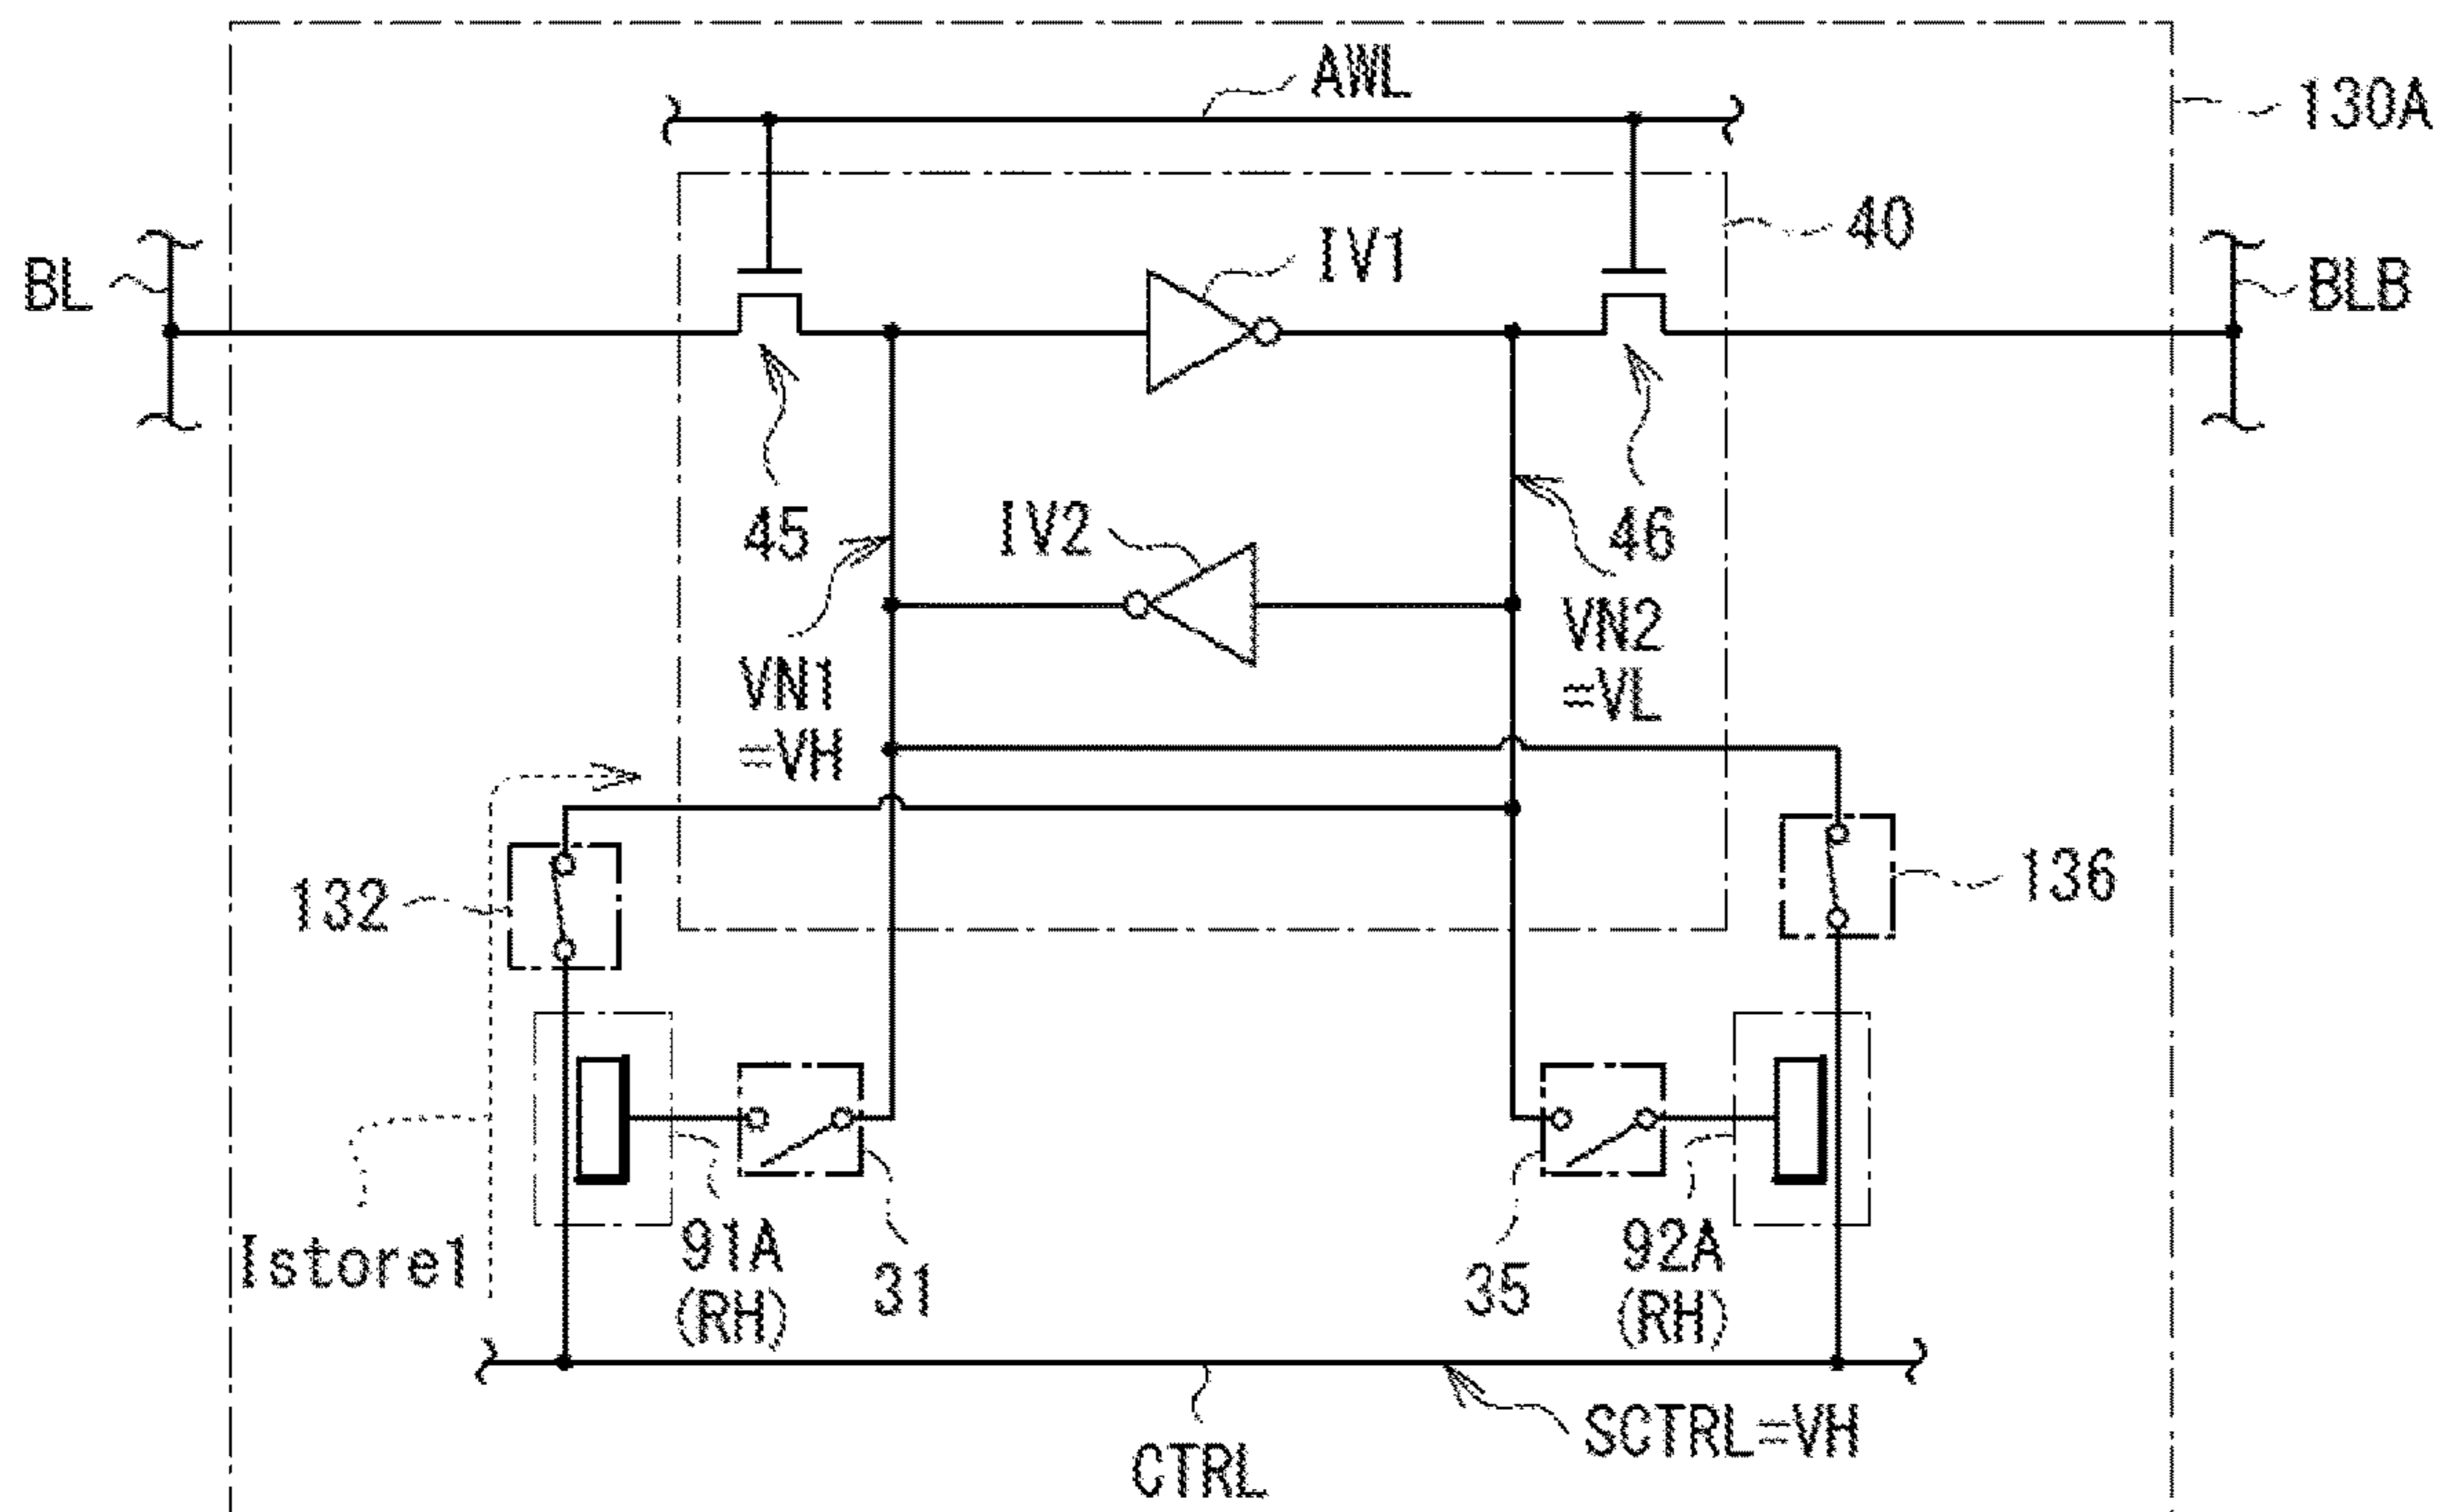 AWL
130A
40
IV1
BL
BLB
45
IV2
46
VN1
=VH
VN2
=VL
132
136
Istore1
91A
(RH)
31
35
92A
(RH)
SCTRL=VH
CTRL